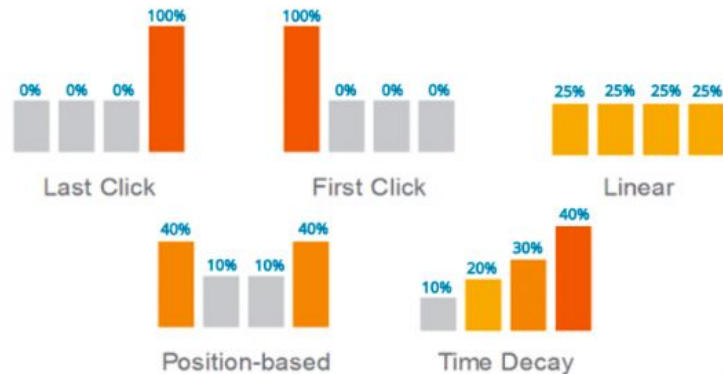 100% 100%
0% 0% 0% 0% 0% 0% 25% 25% 25% 25%
Last Click First Click Linear
40% 10% 10% 40% 10% 20% 30% 40%
Position-based Time Decay